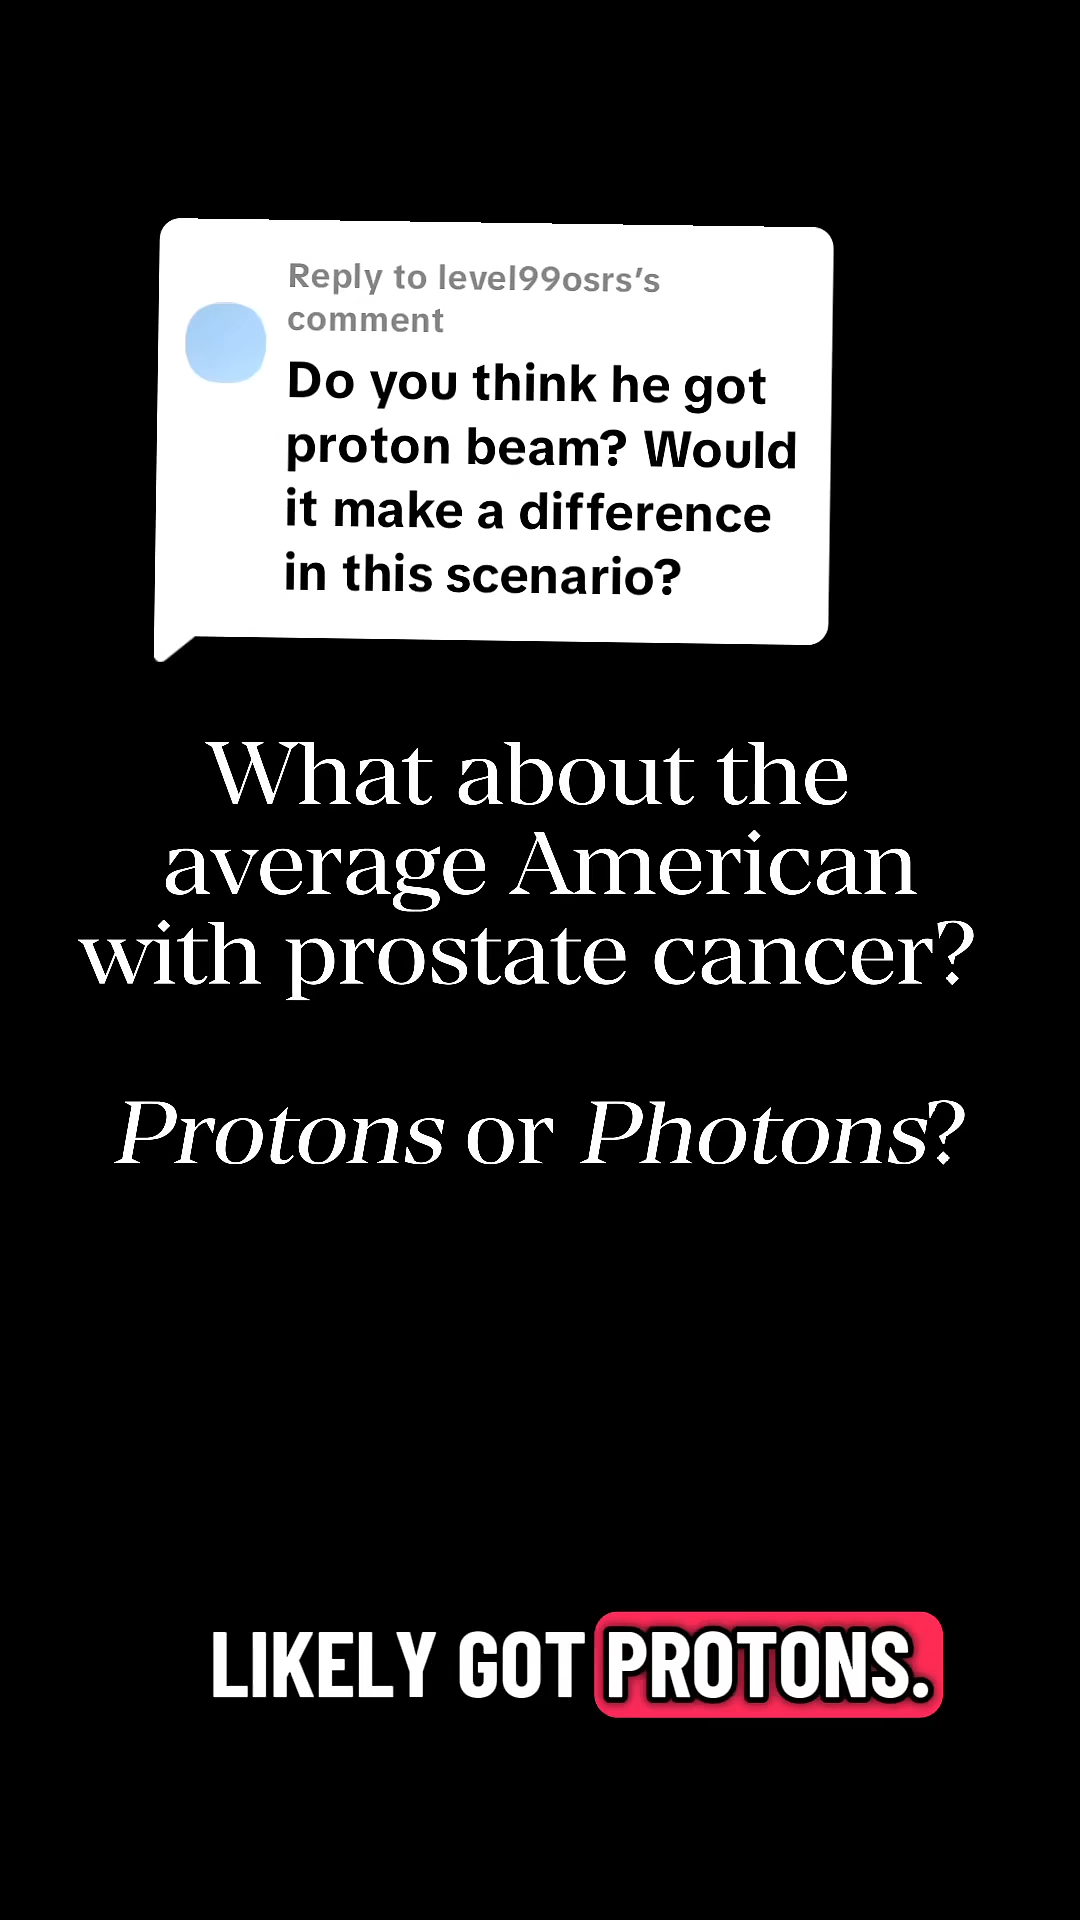 Reply to level99osrs’s
comment
Do you think he got
proton beam? Would
it make a difference
in this scenario?
What about the
average American
with prostate cancer?
Protons or Photons?
LIKELY GOT PROTONS.